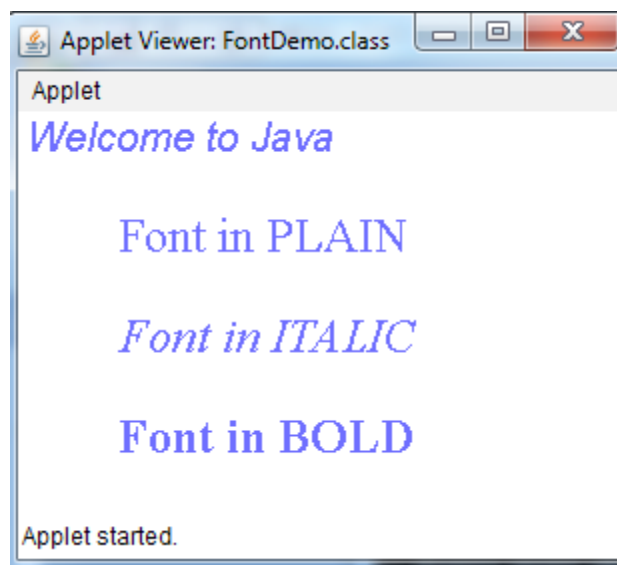 Applet Viewer: FontDemo.class
Applet
Welcome to Java
Font in PLAIN
Font in ITALIC
Font in BOLD
Applet started.